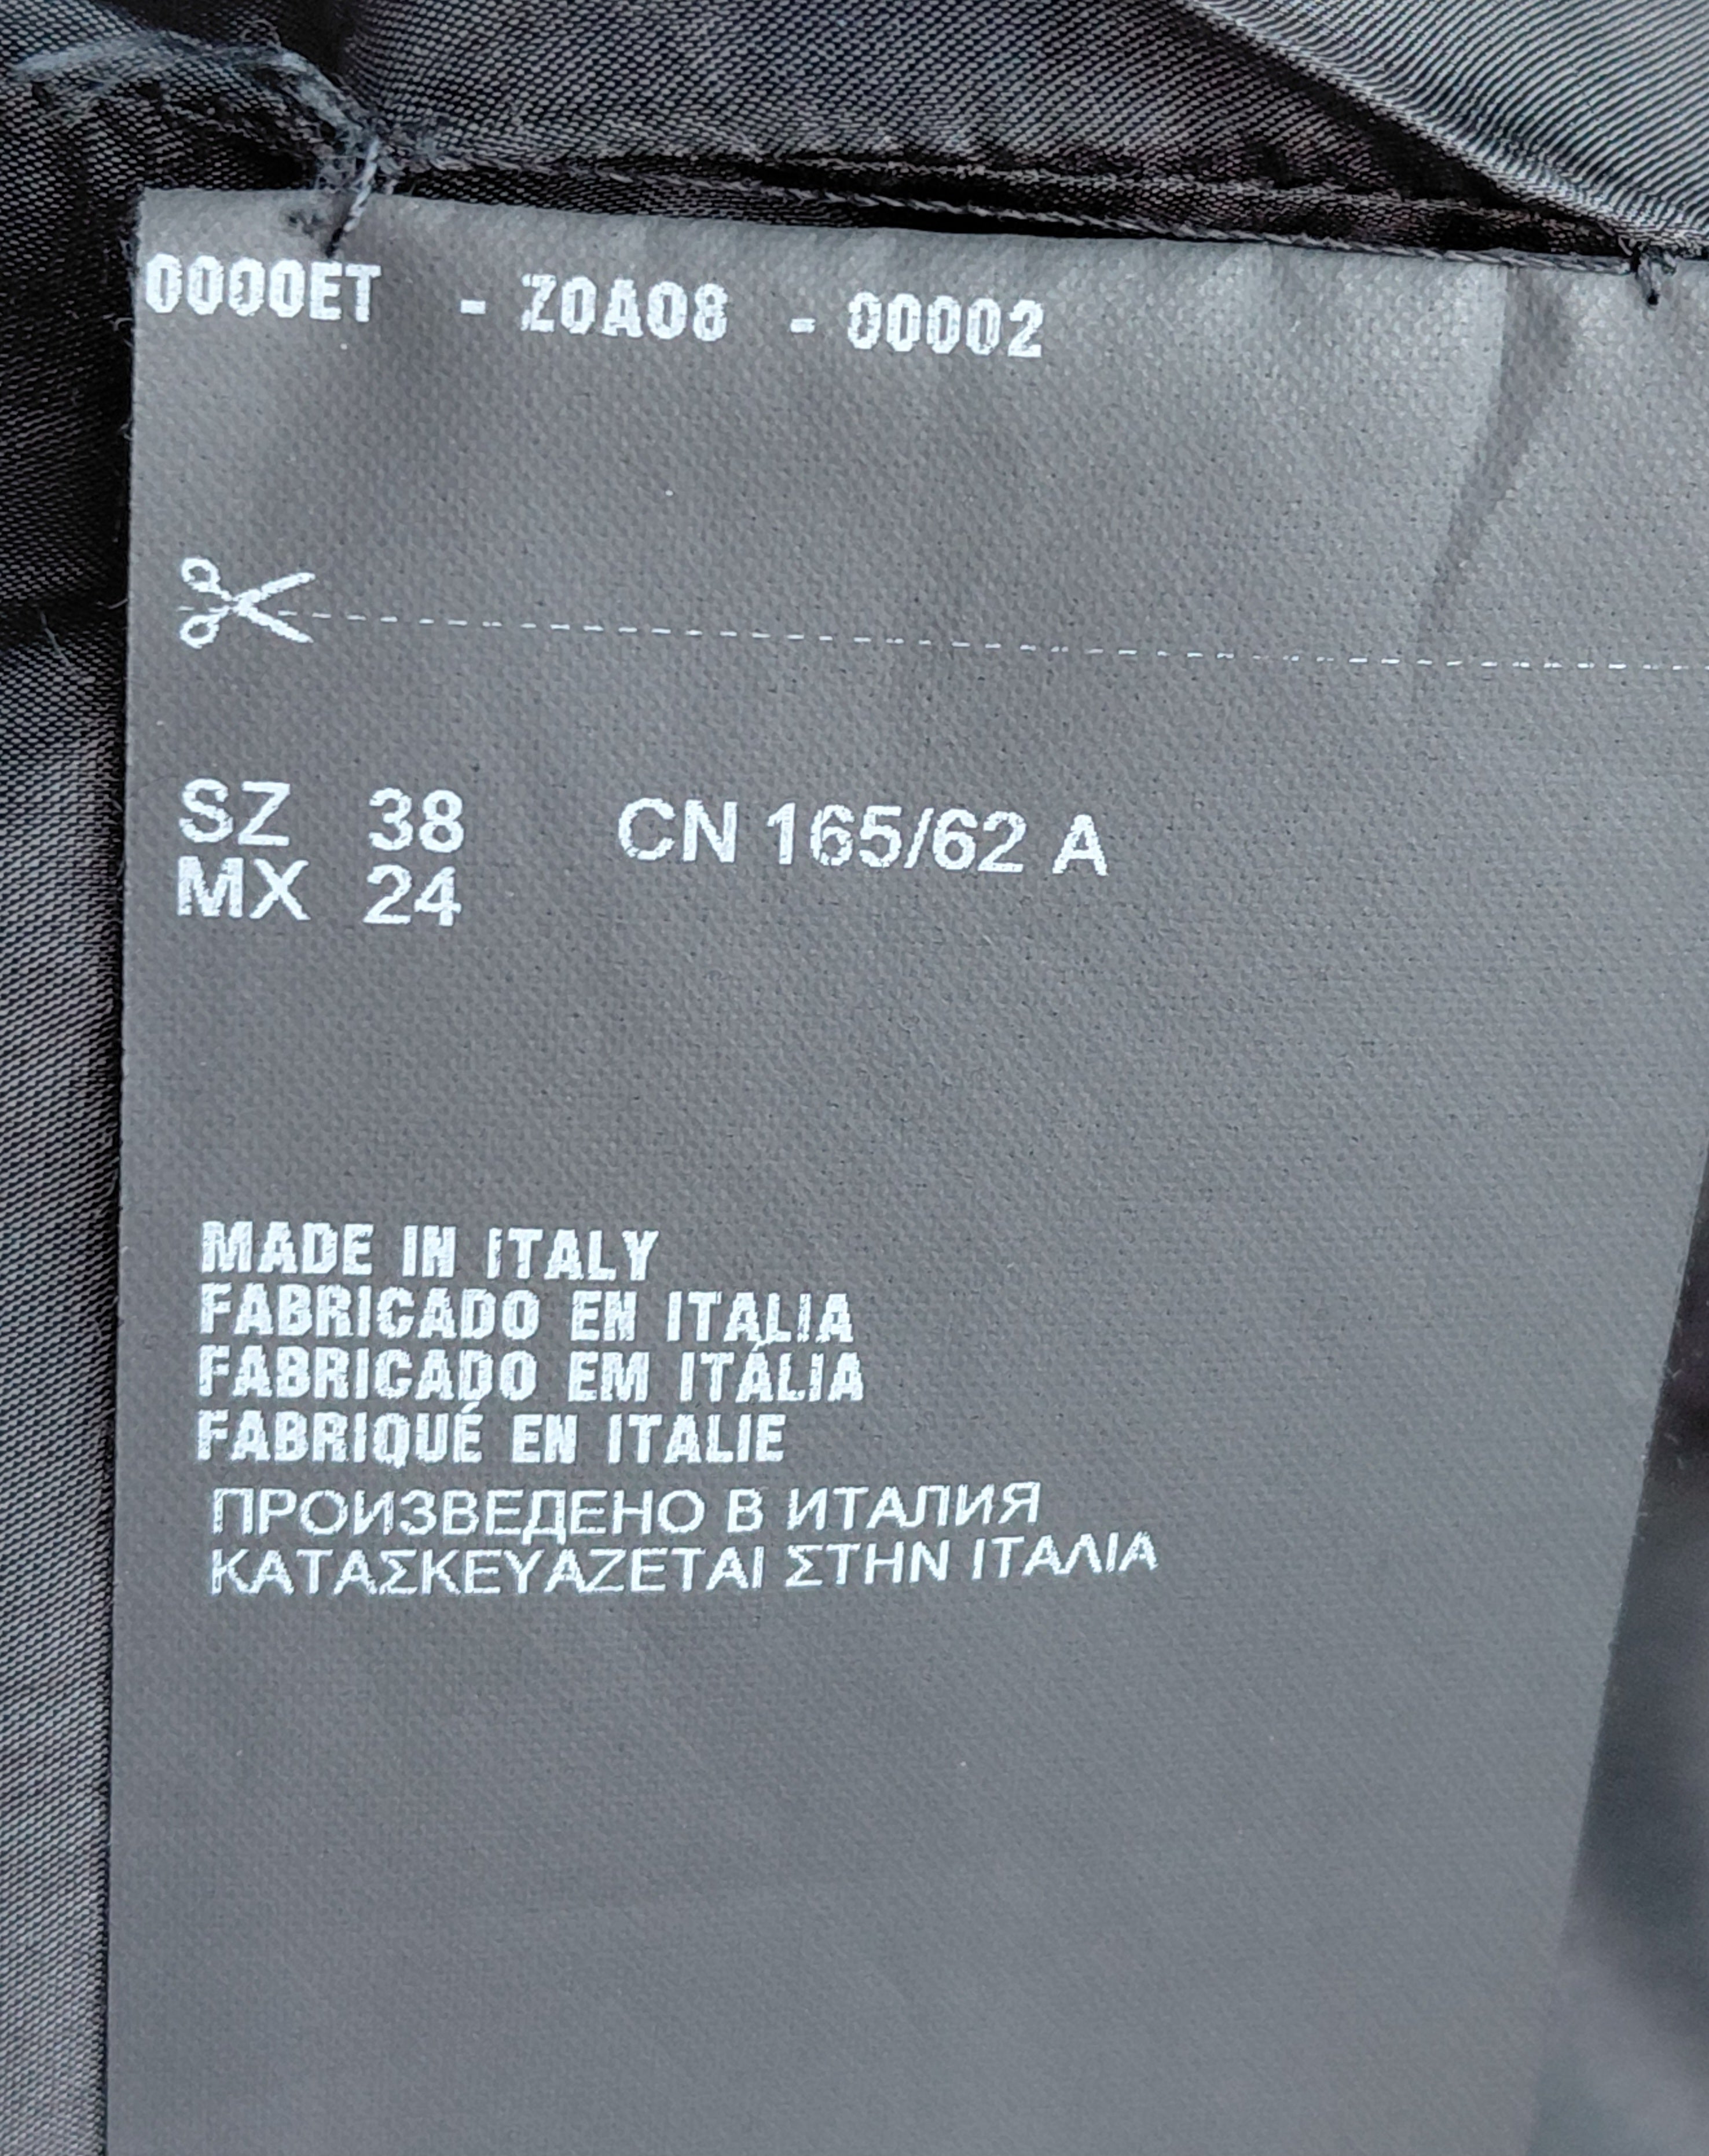 0000ET - Z0A08 - 00002
SZ 38 CN 165/62 A
MX 24
MADE IN ITALY
FABRICADO EN ITALIA
FABRICADO EM ITÁLIA
FABRIQUÉ EN ITALIE
ПРОИЗВЕДЕНО В ИТАЛИЯ
ΚΑΤΑΣΚΕΥΑΖΕΤΑΙ ΣΤΗΝ ΙΤΑΛΙΑ